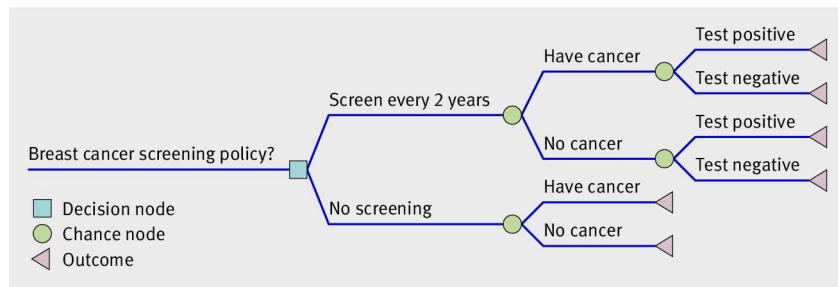 Breast cancer screening policy?
Screen every 2 years
Have cancer
Test positive
Test negative
No cancer
Test positive
Test negative
No screening
Have cancer
No cancer
Decision node
Chance node
Outcome